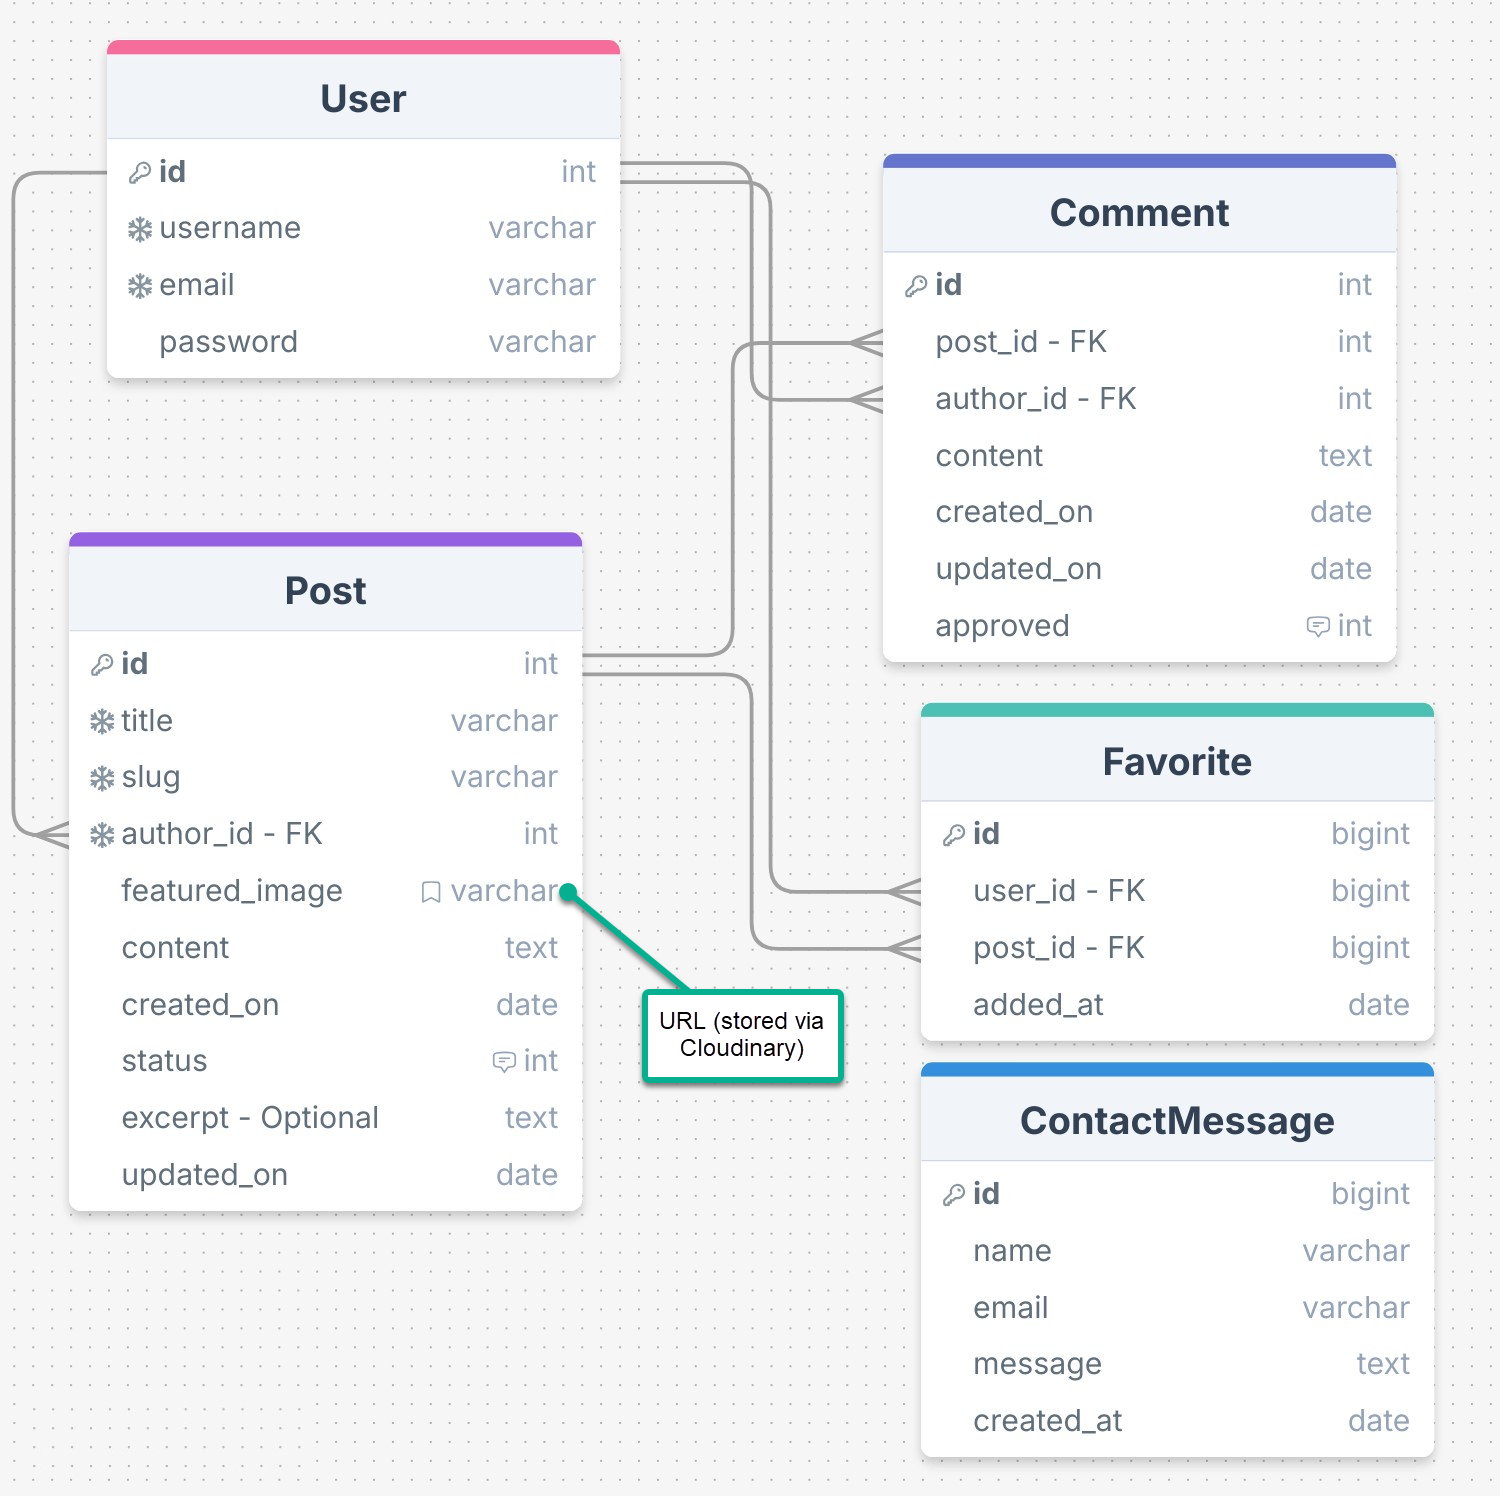 User
id int
username varchar
email varchar
password varchar
Comment
id int
post_id - FK int
author_id - FK int
content text
created_on date
updated_on date
approved int
Post
id int
title varchar
slug varchar
author_id - FK int
featured_image varchar
content text
created_on date
status int
excerpt - Optional text
updated_on date
URL (stored via
Cloudinary)
Favorite
id bigint
user_id - FK bigint
post_id - FK bigint
added_at date
ContactMessage
id bigint
name varchar
email varchar
message text
created_at date